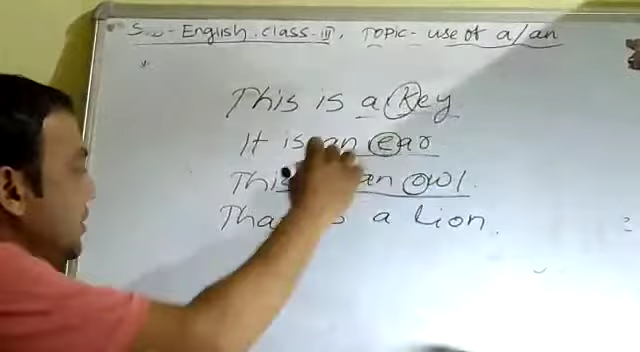 Sub - English. class - III. Topic - use of a/an
This is a Key
It is an ear
This an owl.
That a Lion.